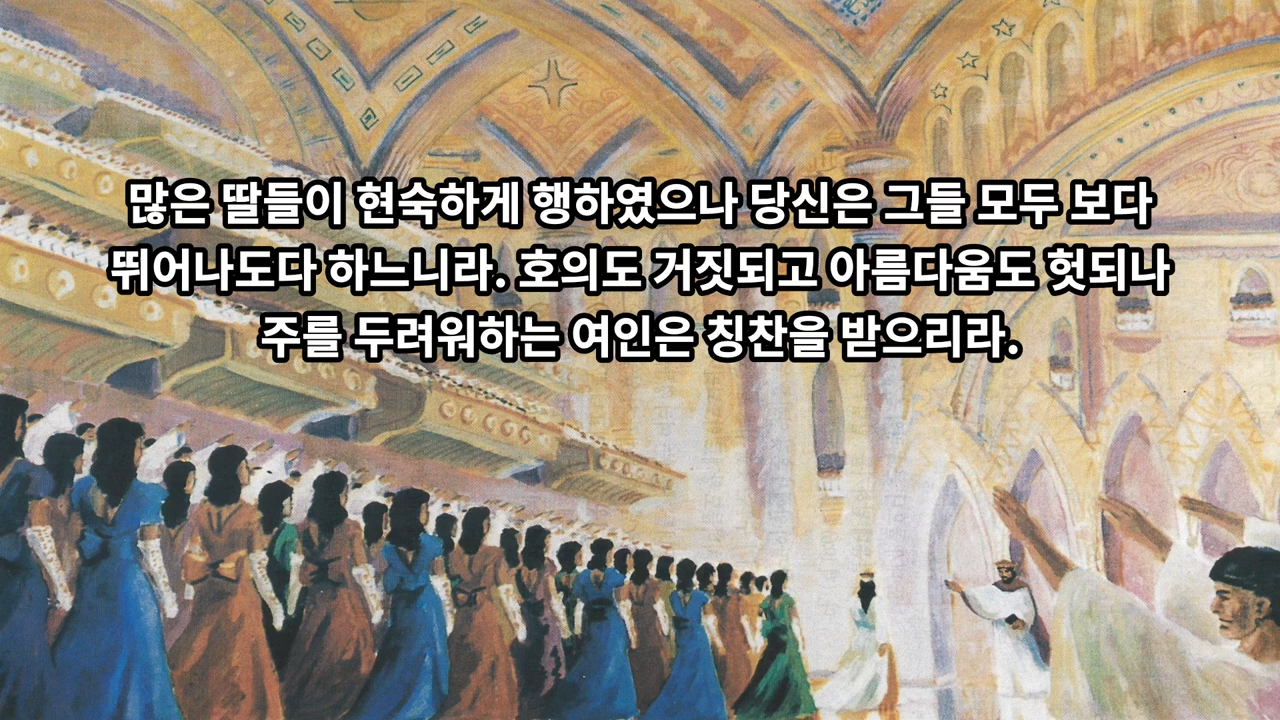 많은 딸들이 현숙하게 행하였으나 당신은 그들 모두 보다
뛰어나도다 하느니라. 호의도 거짓되고 아름다움도 헛되나
주를 두려워하는 여인은 칭찬을 받으리라.